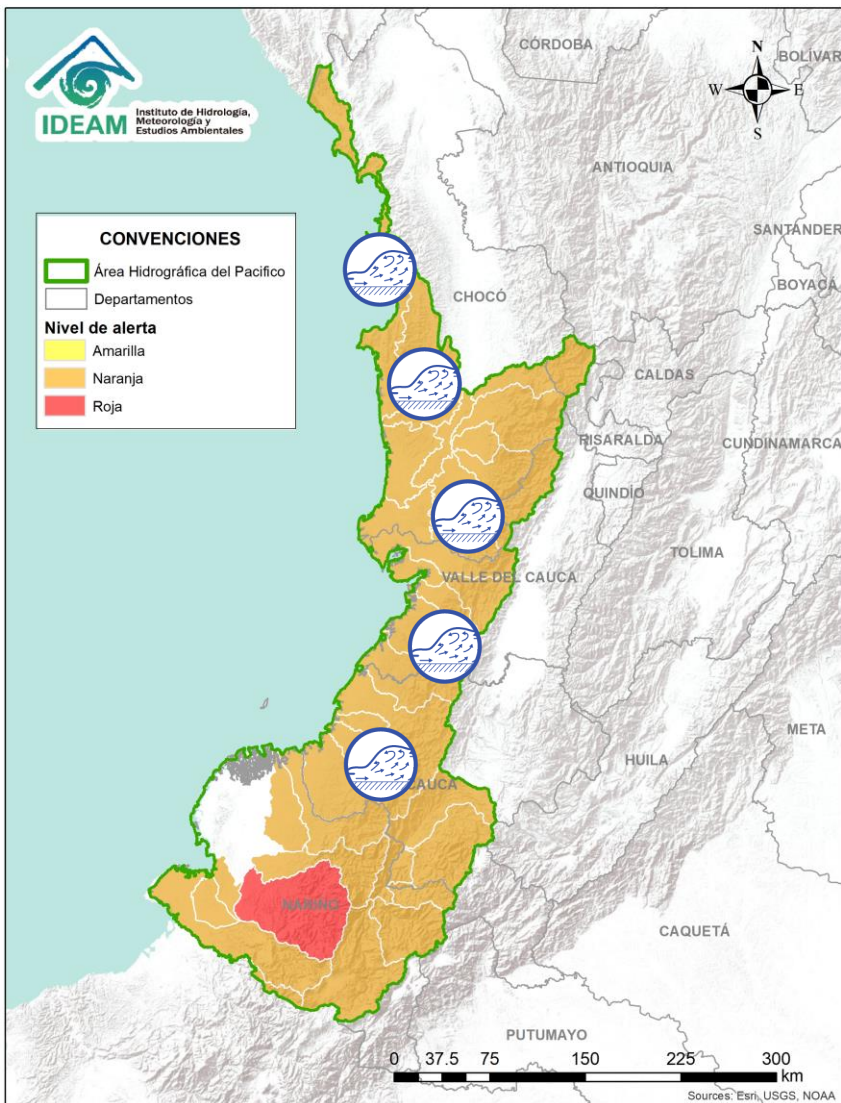 IDEAM
Instituto de Hidrología,
Meteorología y
Estudios Ambientales
CÓRDOBA
BOLÍVAR
N
W
E
S
ANTIOQUIA
SANTANDER
BOYACÁ
CONVENCIONES
Área Hidrográfica del Pacifico
Departamentos
Nivel de alerta
Amarilla
Naranja
Roja
CHOCÓ
CALDAS
RISARALDA
CUNDINAMARCA
QUINDÍO
TOLIMA
VALLE DEL CAUCA
META
HUILA
CAUCA
NARIÑO
CAQUETÁ
PUTUMAYO
0 37.5 75 150 225 300
km
Sources: Esri, USGS, NOAA